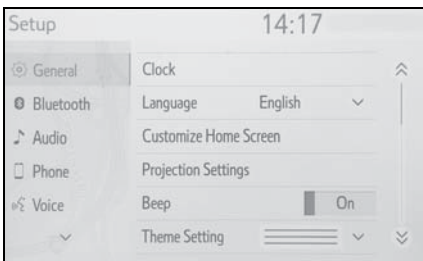 Setup 14:17
General
Bluetooth
Audio
Phone
Voice
Clock
Language English
Customize Home Screen
Projection Settings
Beep On
Theme Setting